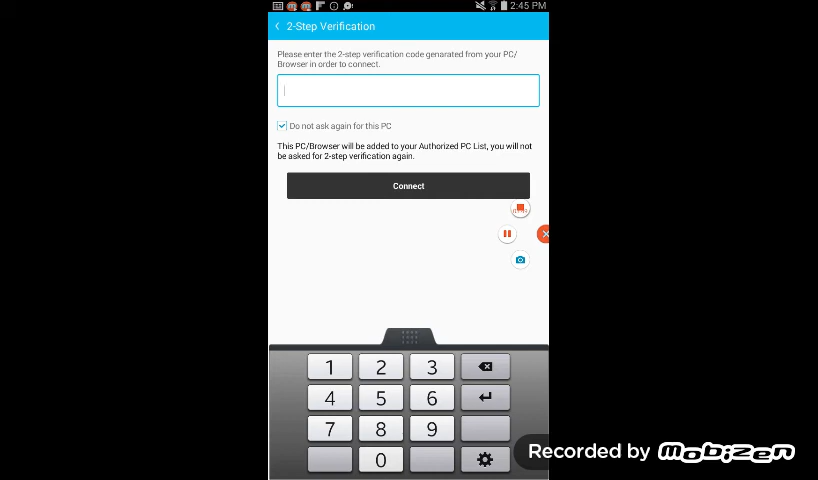 2:45 PM
2-Step Verification
Please enter the 2-step verification code genarated from your PC/
Browser in order to connect.
Do not ask again for this PC
This PC/Browser will be added to your Authorized PC List, you will not
be asked for 2-step verification again.
Connect
1 2 3
4 5 6
7 8 9
0
Recorded by mobizen